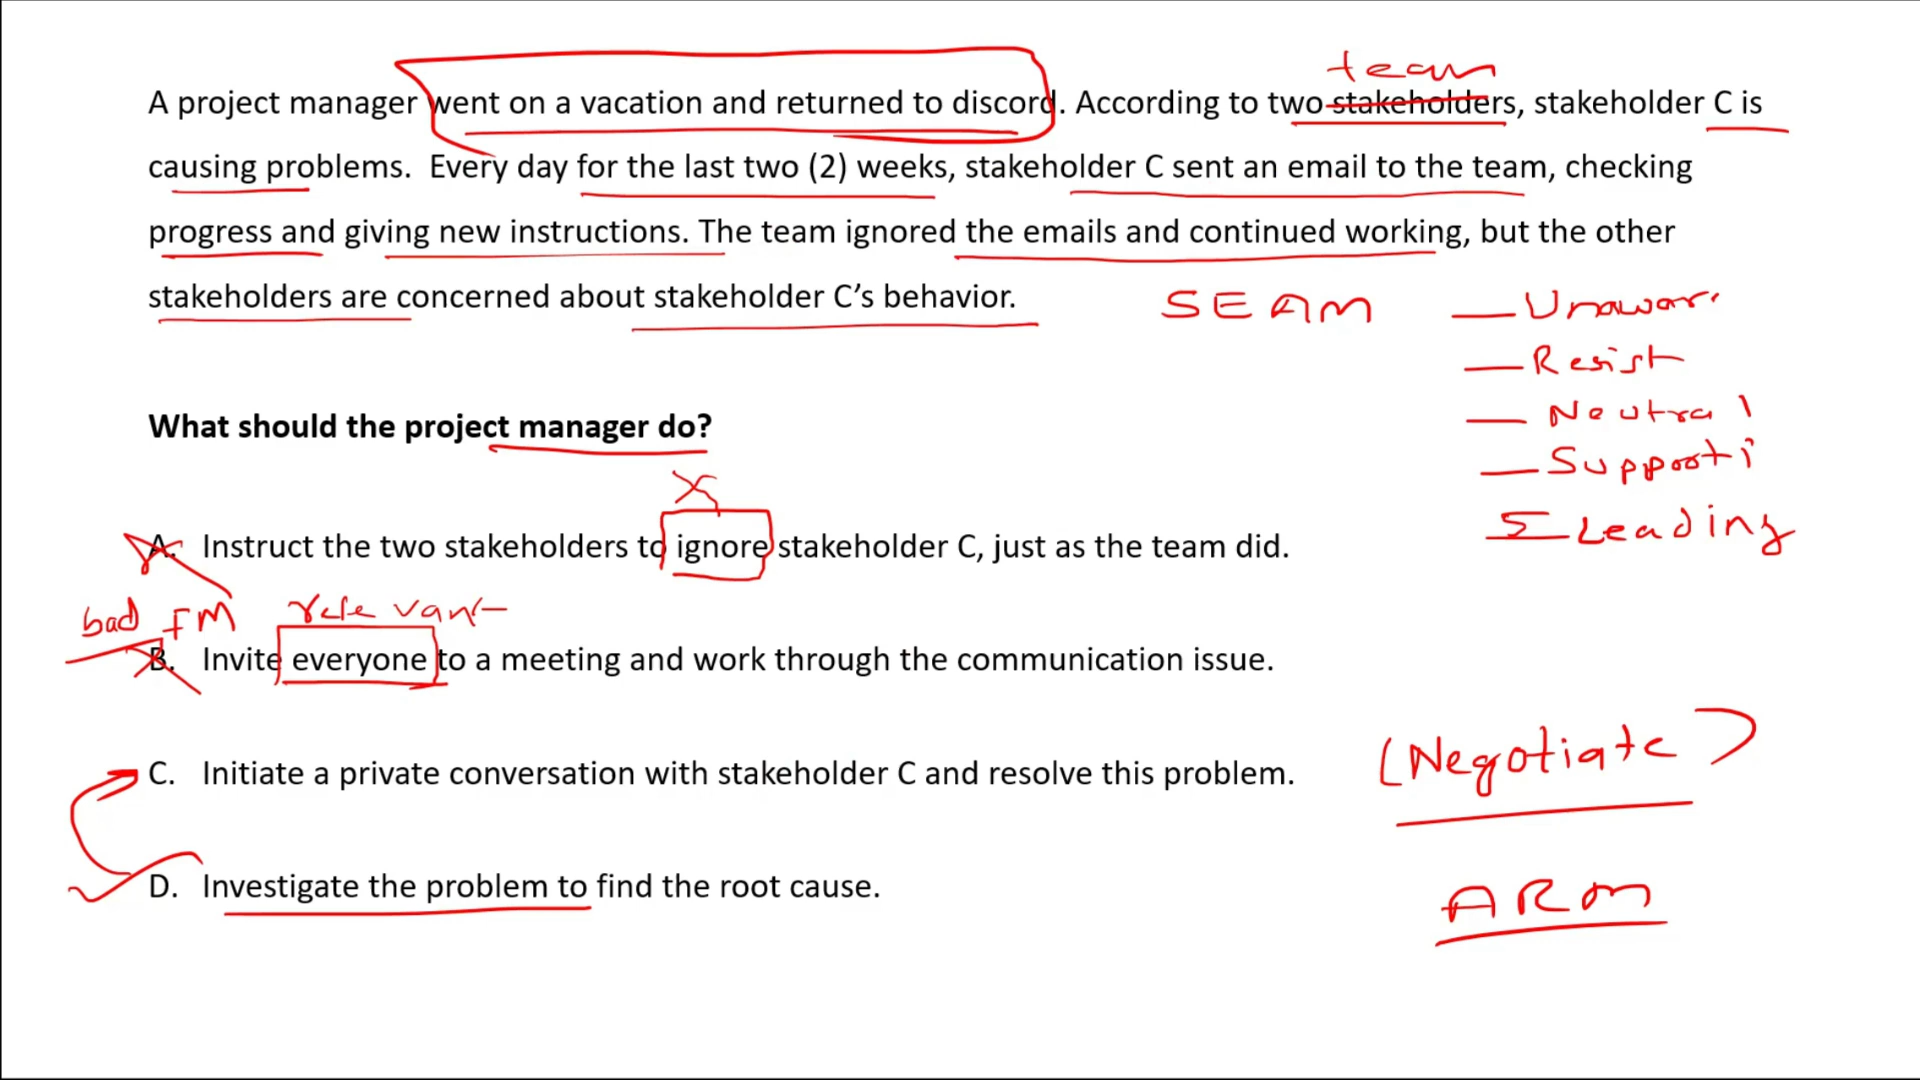 team
A project manager went on a vacation and returned to discord. According to two stakeholders, stakeholder C is
causing problems. Every day for the last two (2) weeks, stakeholder C sent an email to the team, checking
progress and giving new instructions. The team ignored the emails and continued working, but the other
stakeholders are concerned about stakeholder C's behavior.
SEAM
Unawar
Resist
Neutral
What should the project manager do?
Supporti
Leading
X
A. Instruct the two stakeholders to ignore stakeholder C, just as the team did.
bad FM relevant
B. Invite everyone to a meeting and work through the communication issue.
(Negotiate)
C. Initiate a private conversation with stakeholder C and resolve this problem.
D. Investigate the problem to find the root cause.
ARM